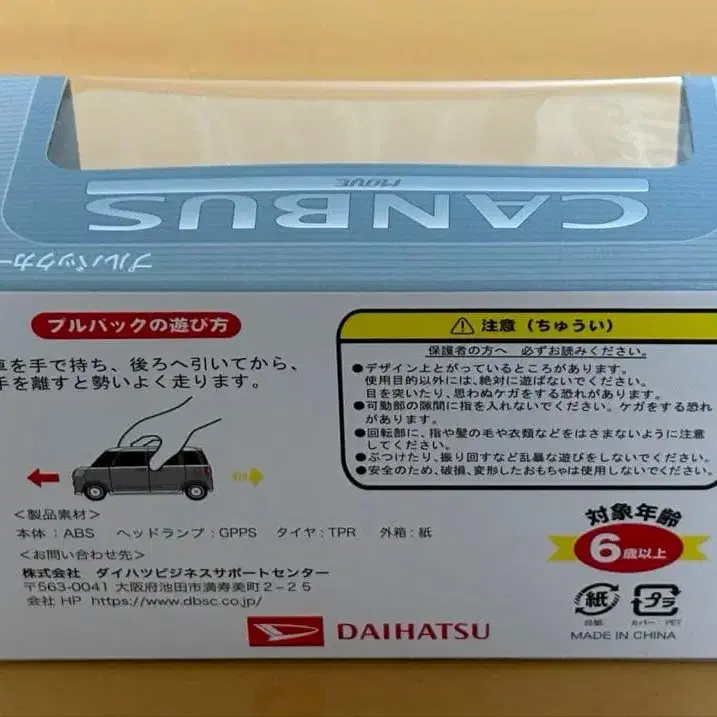 MOVE
CANBUS
プルバックカー
プルバックの遊び方
車を手で持ち、後ろへ引いてから、
手を離すと勢いよく走ります。
<製品素材>
本体：ABS ヘッドランプ：GPPS タイヤ：TPR 外箱：紙
<お問い合わせ先>
株式会社 ダイハツビジネスサポートセンター
〒563-0041 大阪府池田市満寿美町2-25
会社HP https://www.dbsc.co.jp/
DAIHATSU
注意（ちゅうい）
保護者の方へ 必ずお読みください。
●デザイン上とがっているところがあります。
使用目的以外には、絶対に遊ばないでください。
目を突いたり、思わぬケガをする恐れがあります。
●可動部の隙間に指を入れないでください。ケガをする恐れ
があります。
●回転部に、指や髪の毛や衣類などをはさまないように注意
してください。
●ぶつけたり、振り回すなど乱暴な遊びをしないでください。
●安全のため、破損、変形したおもちゃは使用しないでください。
対象年齢
6歳以上
紙 プラ
外箱 カバー：PET
MADE IN CHINA